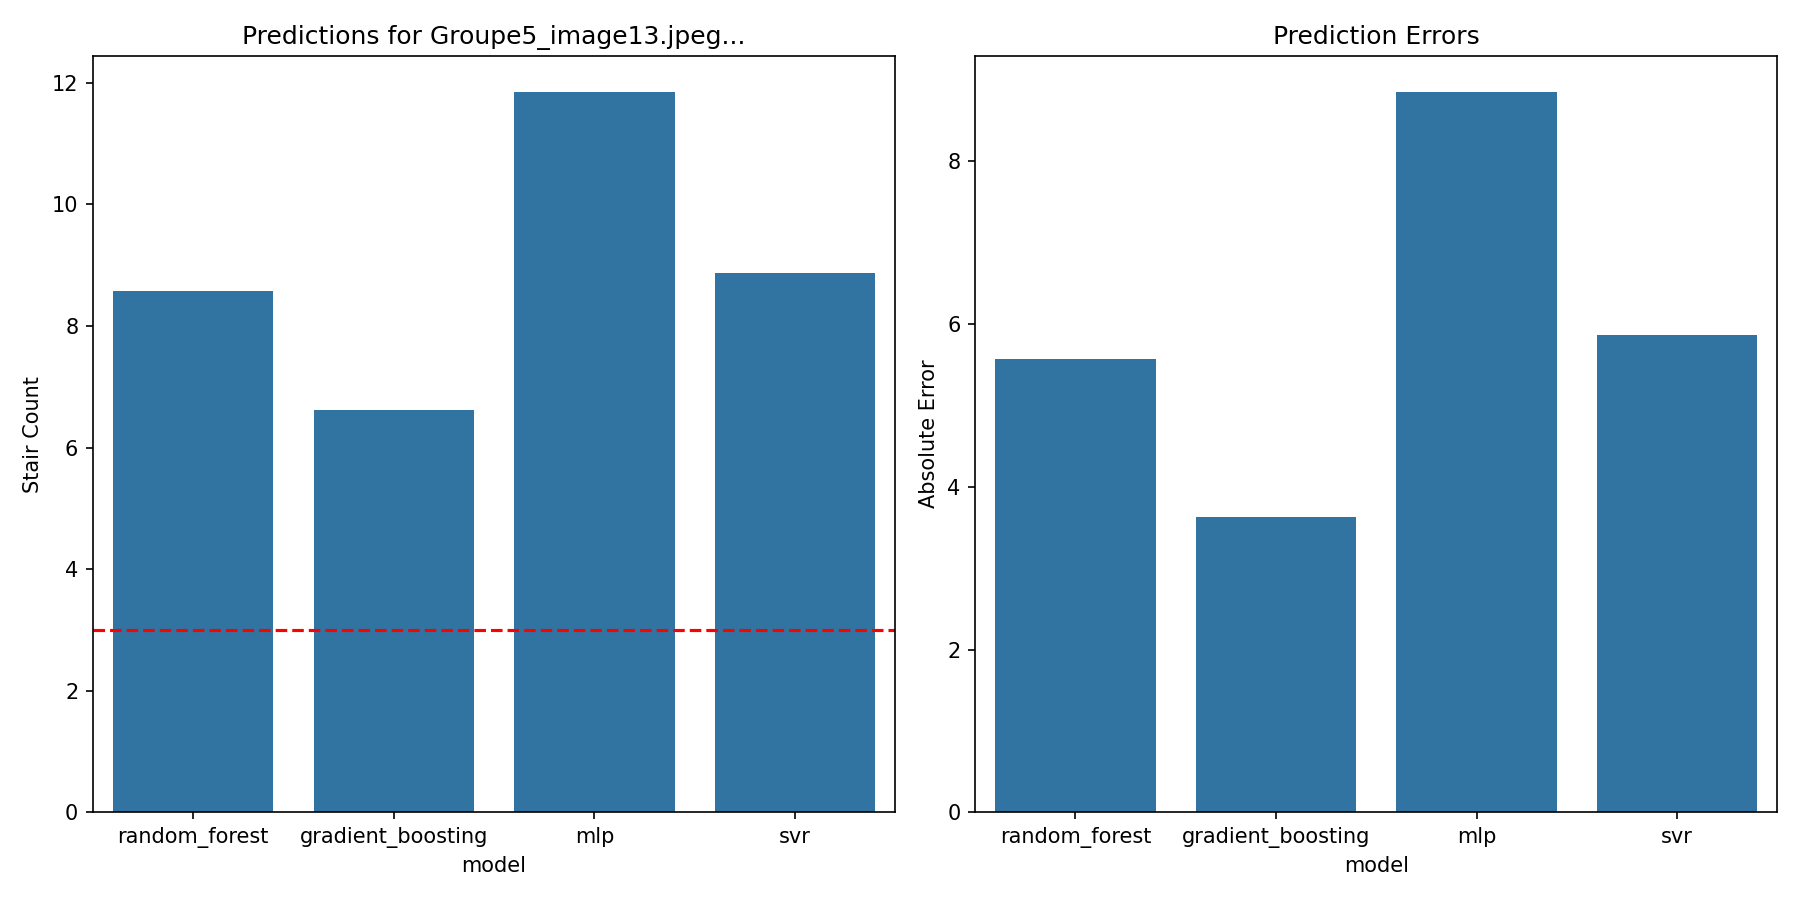 Predictions for Groupe5_image13.jpeg...
Stair Count
12
10
8
6
4
2
0
random_forest
gradient_boosting
mlp
svr
model
Prediction Errors
Absolute Error
8
6
4
2
0
random_forest
gradient_boosting
mlp
svr
model